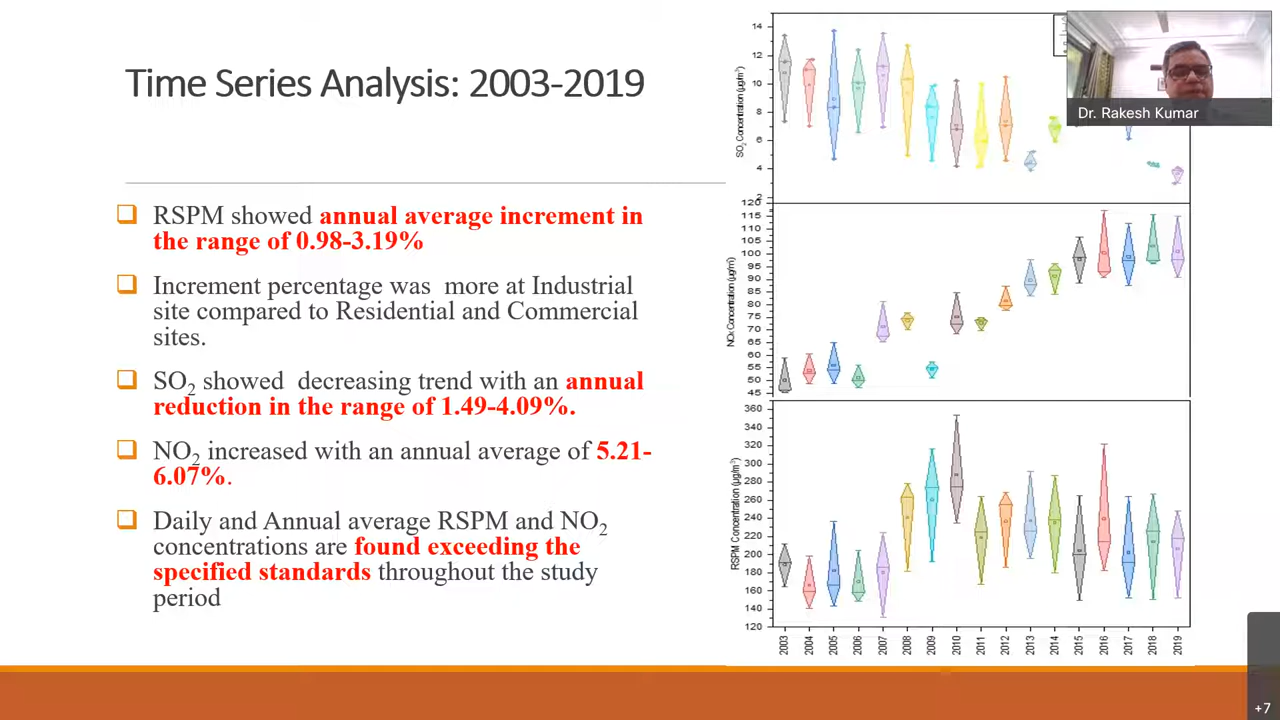 Time Series Analysis: 2003-2019
❑ RSPM showed annual average increment in
the range of 0.98-3.19%
❑ Increment percentage was more at Industrial
site compared to Residential and Commercial
sites.
❑ SO2 showed decreasing trend with an annual
reduction in the range of 1.49-4.09%.
❑ NO2 increased with an annual average of 5.21-
6.07%.
❑ Daily and Annual average RSPM and NO2
concentrations are found exceeding the
specified standards throughout the study
period
SO2 Concentration (µg/m³)
14
12
10
8
6
4
2
NOx Concentration (µg/m³)
120
115
110
105
100
95
90
85
80
75
70
65
60
55
50
45
RSPM Concentration (µg/m³)
360
340
320
300
280
260
240
220
200
180
160
140
120
2003 2004 2005 2006 2007 2008 2009 2010 2011 2012 2013 2014 2015 2016 2017 2018 2019
Dr. Rakesh Kumar
+7